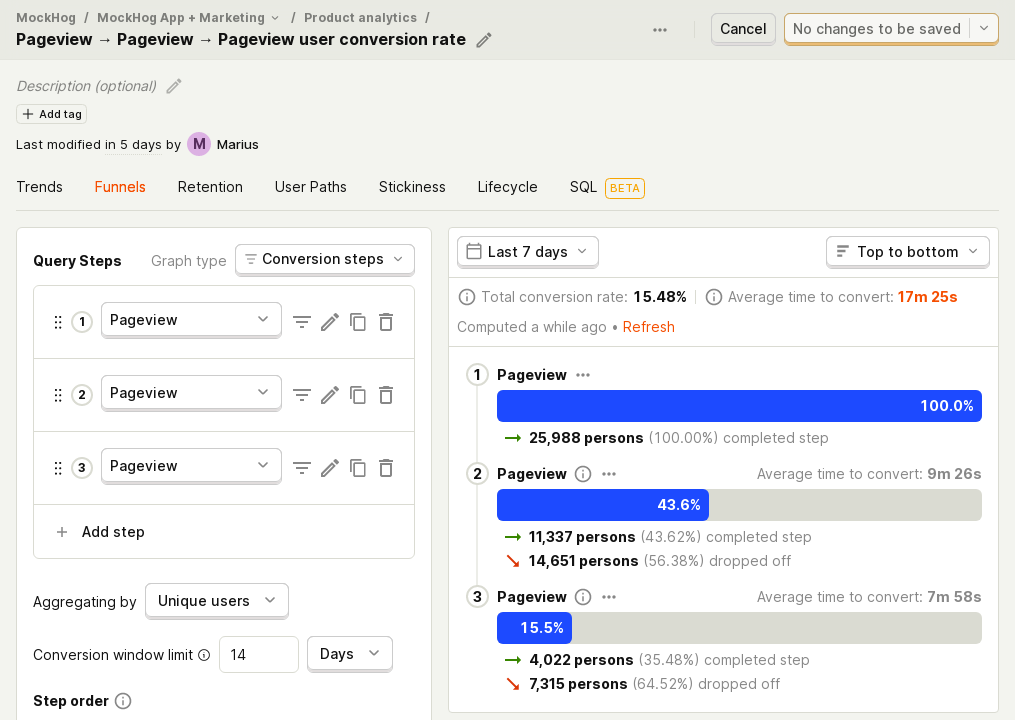 MockHog / MockHog App + Marketing / Product analytics /
Pageview → Pageview → Pageview user conversion rate
Cancel
No changes to be saved
Description (optional)
Add tag
Last modified in 5 days by M Marius
Trends Funnels Retention User Paths Stickiness Lifecycle SQL BETA
Query Steps Graph type Conversion steps
1 Pageview
2 Pageview
3 Pageview
Add step
Aggregating by Unique users
Conversion window limit 14 Days
Step order
Last 7 days Top to bottom
Total conversion rate: 15.48% Average time to convert: 17m 25s
Computed a while ago • Refresh
1 Pageview
100.0%
25,988 persons (100.00%) completed step
2 Pageview Average time to convert: 9m 26s
43.6%
11,337 persons (43.62%) completed step
14,651 persons (56.38%) dropped off
3 Pageview Average time to convert: 7m 58s
15.5%
4,022 persons (35.48%) completed step
7,315 persons (64.52%) dropped off